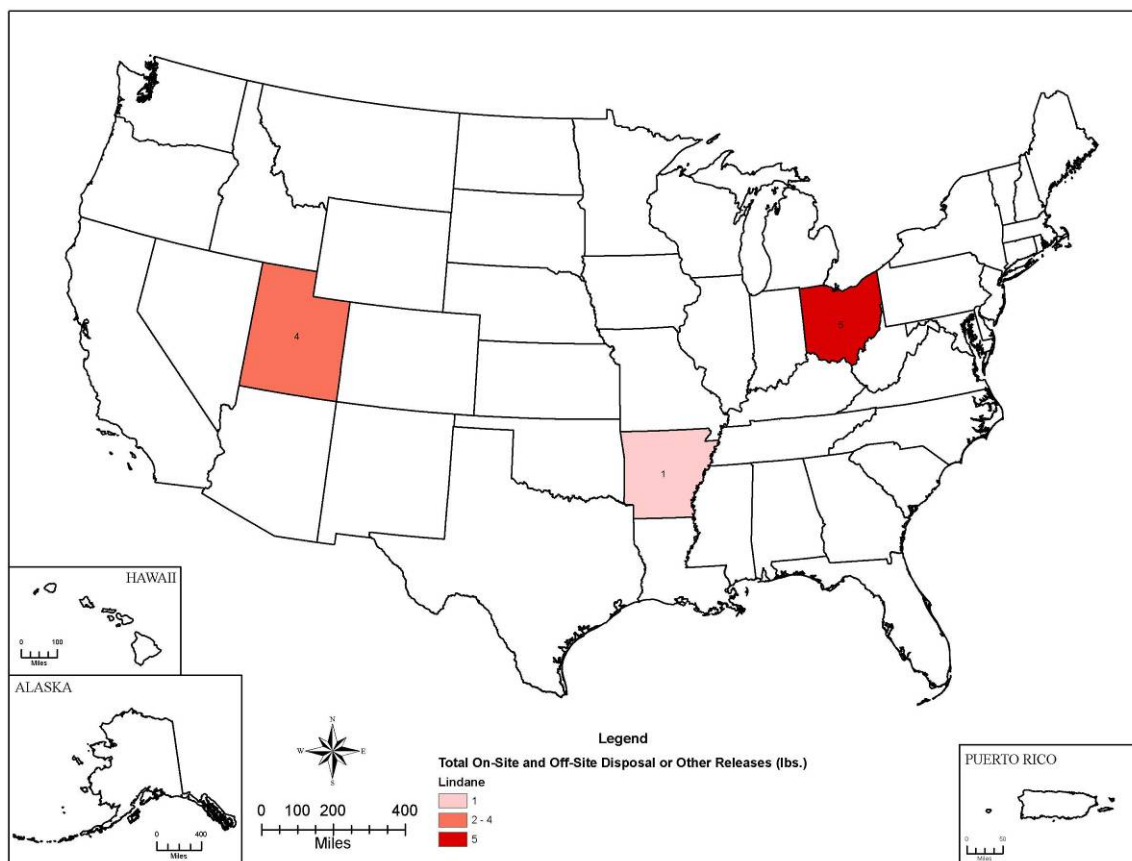 4
5
1
HAWAII
0 100
Miles
ALASKA
0 400
Miles
N
W E
S
0 100 200 400
Miles
Legend
Total On-Site and Off-Site Disposal or Other Releases (lbs.)
Lindane
1
2 - 4
5
PUERTO RICO
0 50
Miles